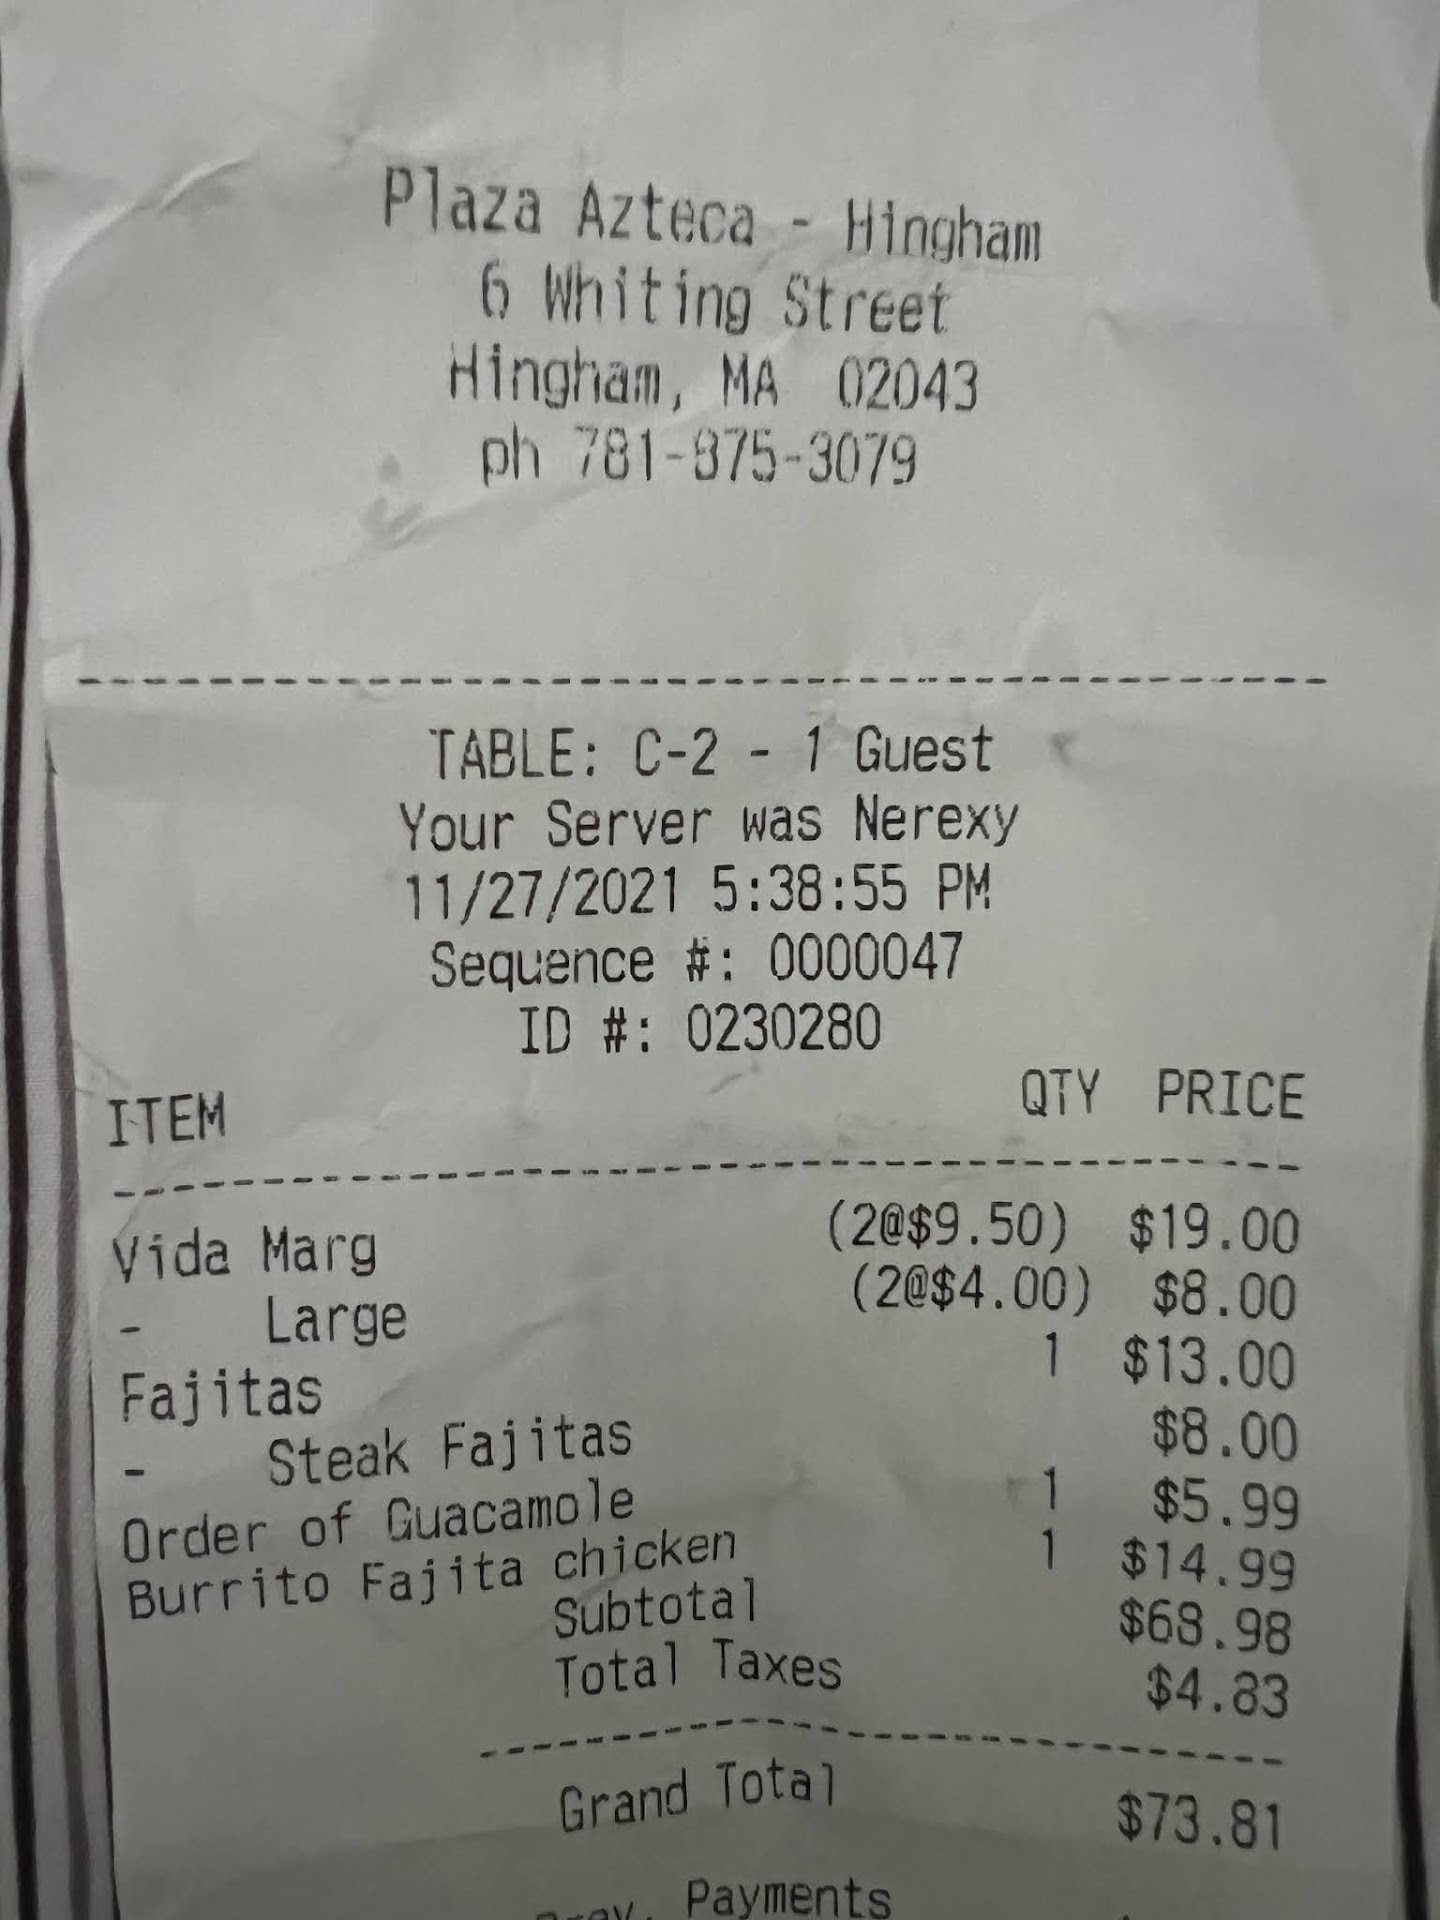 Plaza Azteca - Hingham
6 Whiting Street
Hingham, MA 02043
ph 781-875-3079
TABLE: C-2 - 1 Guest
Your Server was Nerexy
11/27/2021 5:38:55 PM
Sequence #: 0000047
ID #: 0230280
ITEM QTY PRICE
Vida Marg (2@$9.50) $19.00
- Large (2@$4.00) $8.00
Fajitas 1 $13.00
- Steak Fajitas $8.00
Order of Guacamole 1 $5.99
Burrito Fajita chicken 1 $14.99
Subtotal $68.98
Total Taxes $4.83
Grand Total $73.81
Payments